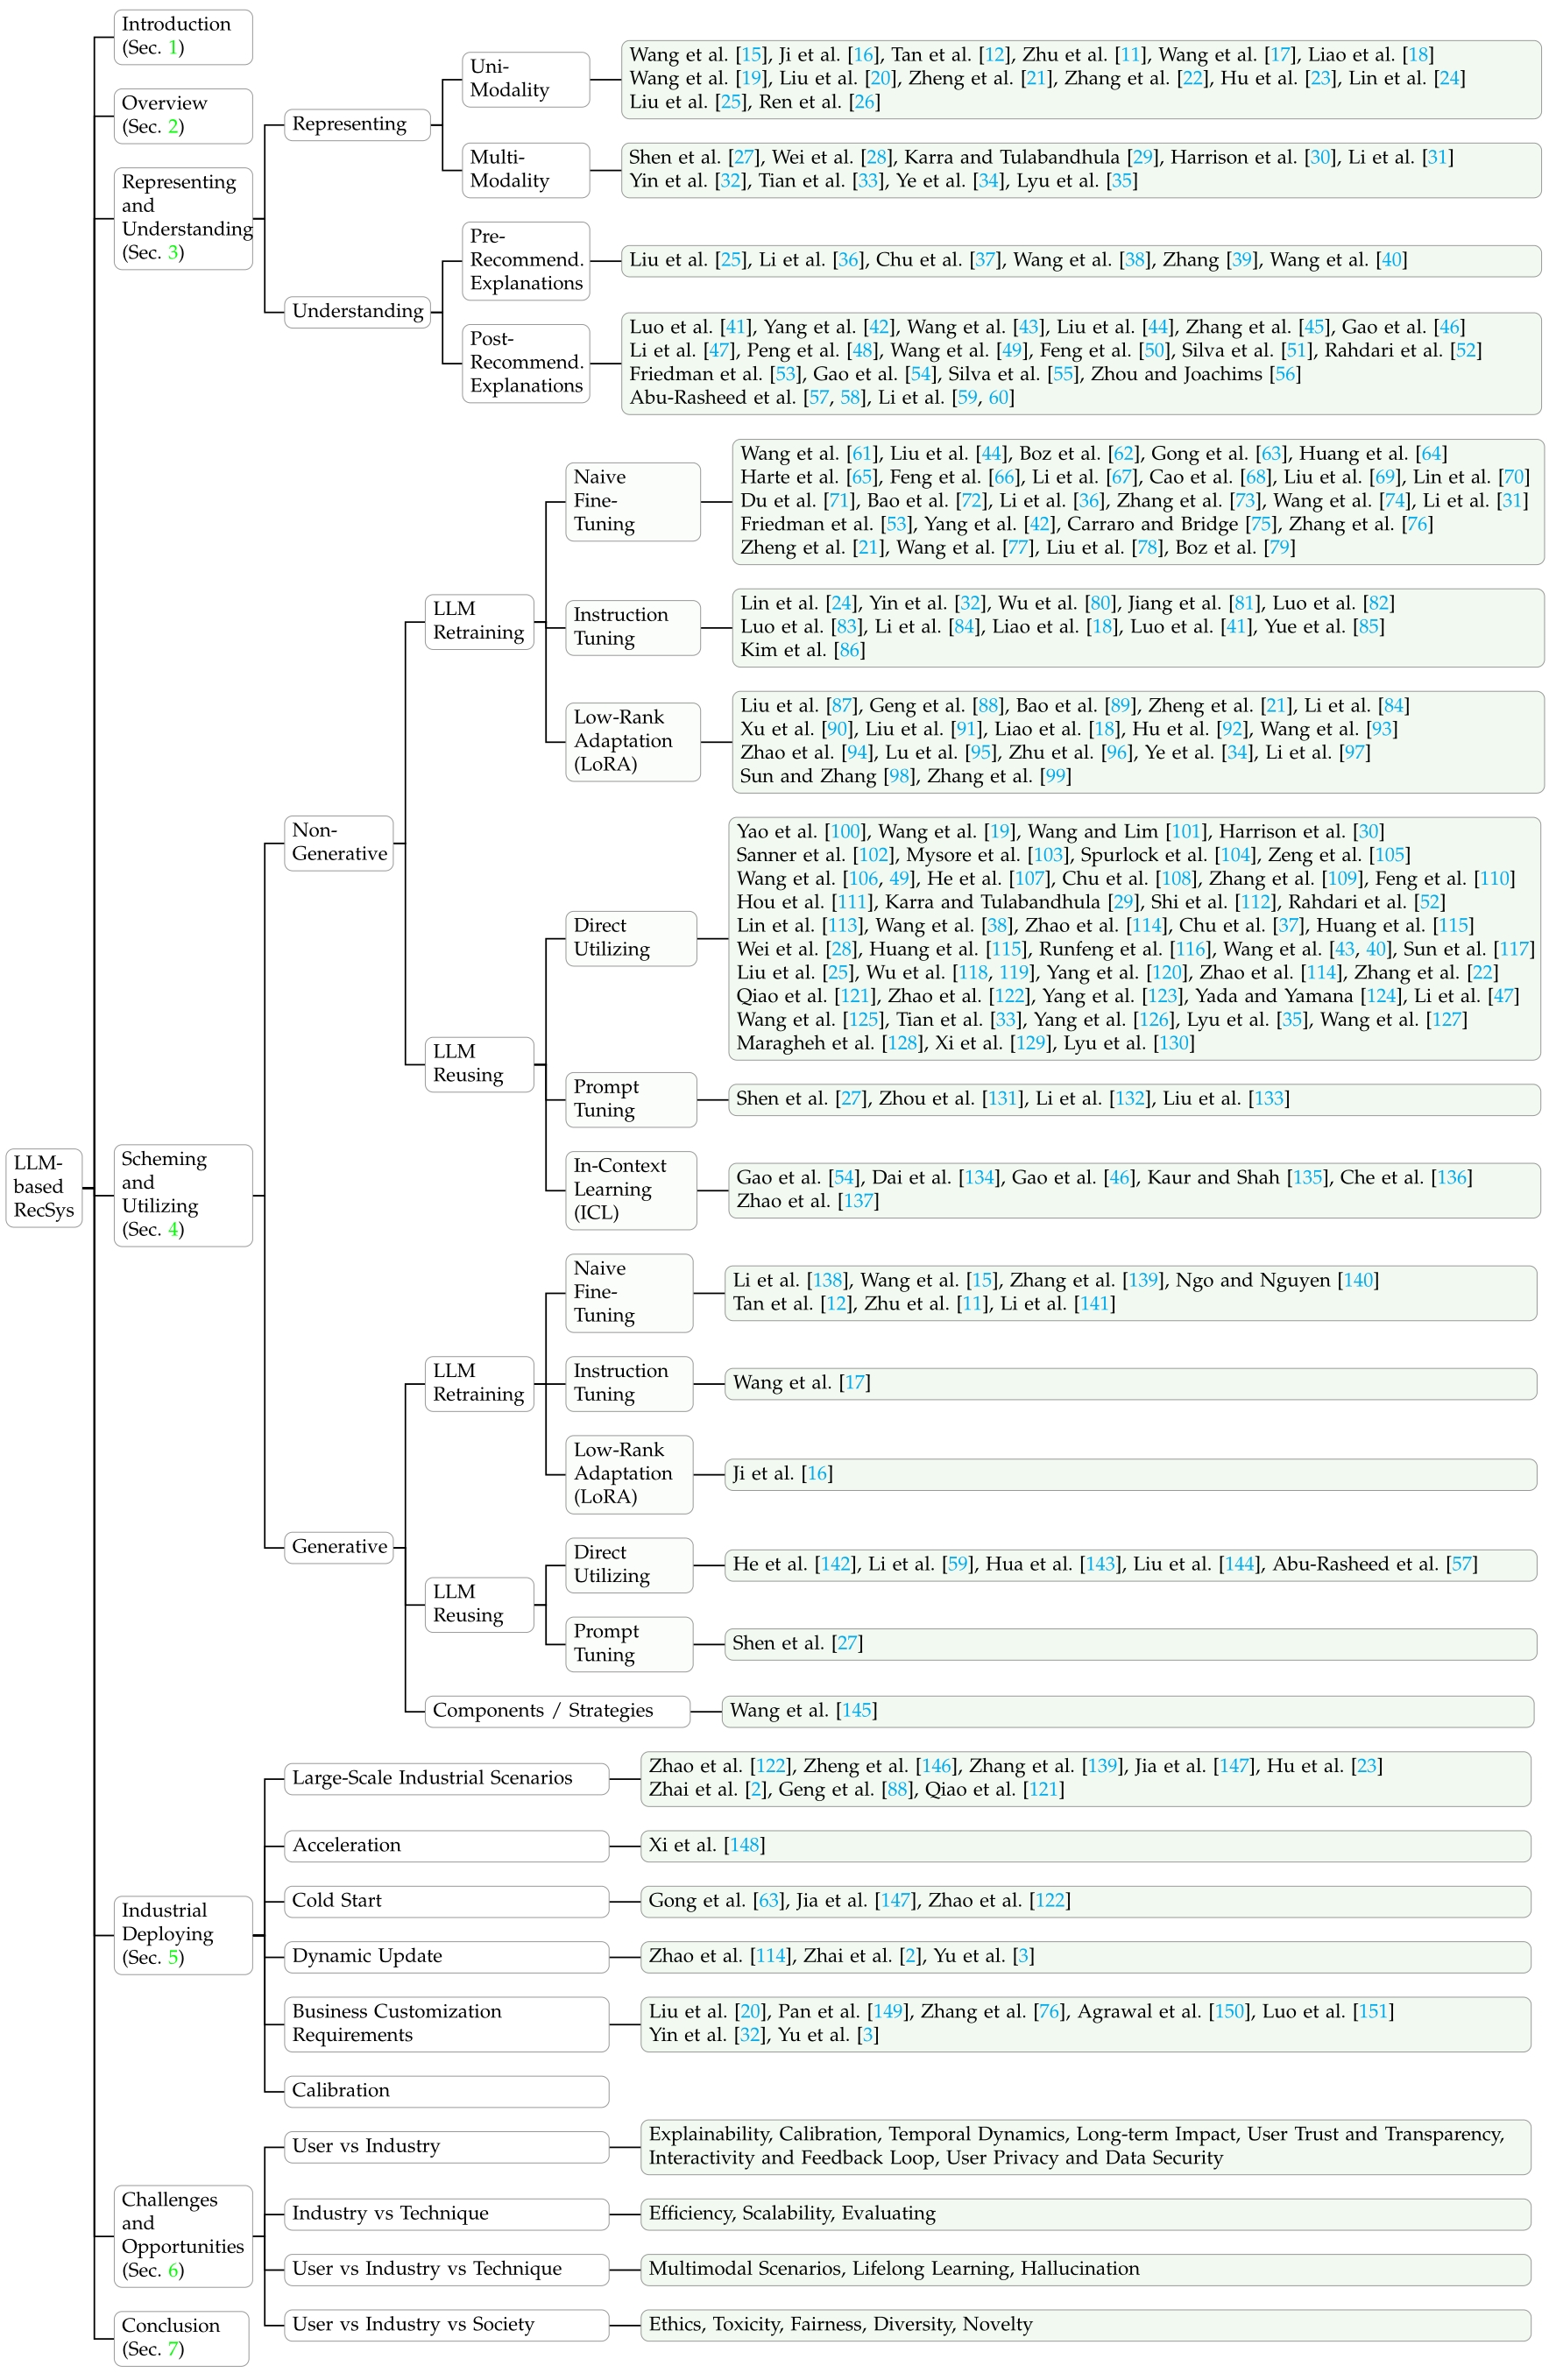 LLM-
based
RecSys
Introduction
(Sec. 1)
Overview
(Sec. 2)
Representing
and
Understanding
(Sec. 3)
Representing
Uni-
Modality
Wang et al. [15], Ji et al. [16], Tan et al. [12], Zhu et al. [11], Wang et al. [17], Liao et al. [18]
Wang et al. [19], Liu et al. [20], Zheng et al. [21], Zhang et al. [22], Hu et al. [23], Lin et al. [24]
Liu et al. [25], Ren et al. [26]
Multi-
Modality
Shen et al. [27], Wei et al. [28], Karra and Tulabandhula [29], Harrison et al. [30], Li et al. [31]
Yin et al. [32], Tian et al. [33], Ye et al. [34], Lyu et al. [35]
Understanding
Pre-
Recommend.
Explanations
Liu et al. [25], Li et al. [36], Chu et al. [37], Wang et al. [38], Zhang [39], Wang et al. [40]
Post-
Recommend.
Explanations
Luo et al. [41], Yang et al. [42], Wang et al. [43], Liu et al. [44], Zhang et al. [45], Gao et al. [46]
Li et al. [47], Peng et al. [48], Wang et al. [49], Feng et al. [50], Silva et al. [51], Rahdari et al. [52]
Friedman et al. [53], Gao et al. [54], Silva et al. [55], Zhou and Joachims [56]
Abu-Rasheed et al. [57, 58], Li et al. [59, 60]
Scheming
and
Utilizing
(Sec. 4)
Non-
Generative
LLM
Retraining
Naive
Fine-
Tuning
Wang et al. [61], Liu et al. [44], Boz et al. [62], Gong et al. [63], Huang et al. [64]
Harte et al. [65], Feng et al. [66], Li et al. [67], Cao et al. [68], Liu et al. [69], Lin et al. [70]
Du et al. [71], Bao et al. [72], Li et al. [36], Zhang et al. [73], Wang et al. [74], Li et al. [31]
Friedman et al. [53], Yang et al. [42], Carraro and Bridge [75], Zhang et al. [76]
Zheng et al. [21], Wang et al. [77], Liu et al. [78], Boz et al. [79]
Instruction
Tuning
Lin et al. [24], Yin et al. [32], Wu et al. [80], Jiang et al. [81], Luo et al. [82]
Luo et al. [83], Li et al. [84], Liao et al. [18], Luo et al. [41], Yue et al. [85]
Kim et al. [86]
Low-Rank
Adaptation
(LoRA)
Liu et al. [87], Geng et al. [88], Bao et al. [89], Zheng et al. [21], Li et al. [84]
Xu et al. [90], Liu et al. [91], Liao et al. [18], Hu et al. [92], Wang et al. [93]
Zhao et al. [94], Lu et al. [95], Zhu et al. [96], Ye et al. [34], Li et al. [97]
Sun and Zhang [98], Zhang et al. [99]
LLM
Reusing
Direct
Utilizing
Yao et al. [100], Wang et al. [19], Wang and Lim [101], Harrison et al. [30]
Sanner et al. [102], Mysore et al. [103], Spurlock et al. [104], Zeng et al. [105]
Wang et al. [106, 49], He et al. [107], Chu et al. [108], Zhang et al. [109], Feng et al. [110]
Hou et al. [111], Karra and Tulabandhula [29], Shi et al. [112], Rahdari et al. [52]
Lin et al. [113], Wang et al. [38], Zhao et al. [114], Chu et al. [37], Huang et al. [115]
Wei et al. [28], Huang et al. [115], Runfeng et al. [116], Wang et al. [43, 40], Sun et al. [117]
Liu et al. [25], Wu et al. [118, 119], Yang et al. [120], Zhao et al. [114], Zhang et al. [22]
Qiao et al. [121], Zhao et al. [122], Yang et al. [123], Yada and Yamana [124], Li et al. [47]
Wang et al. [125], Tian et al. [33], Yang et al. [126], Lyu et al. [35], Wang et al. [127]
Maragheh et al. [128], Xi et al. [129], Lyu et al. [130]
Prompt
Tuning
Shen et al. [27], Zhou et al. [131], Li et al. [132], Liu et al. [133]
In-Context
Learning
(ICL)
Gao et al. [54], Dai et al. [134], Gao et al. [46], Kaur and Shah [135], Che et al. [136]
Zhao et al. [137]
Generative
LLM
Retraining
Naive
Fine-
Tuning
Li et al. [138], Wang et al. [15], Zhang et al. [139], Ngo and Nguyen [140]
Tan et al. [12], Zhu et al. [11], Li et al. [141]
Instruction
Tuning
Wang et al. [17]
Low-Rank
Adaptation
(LoRA)
Ji et al. [16]
LLM
Reusing
Direct
Utilizing
He et al. [142], Li et al. [59], Hua et al. [143], Liu et al. [144], Abu-Rasheed et al. [57]
Prompt
Tuning
Shen et al. [27]
Components / Strategies
Wang et al. [145]
Industrial
Deploying
(Sec. 5)
Large-Scale Industrial Scenarios
Zhao et al. [122], Zheng et al. [146], Zhang et al. [139], Jia et al. [147], Hu et al. [23]
Zhai et al. [2], Geng et al. [88], Qiao et al. [121]
Acceleration
Xi et al. [148]
Cold Start
Gong et al. [63], Jia et al. [147], Zhao et al. [122]
Dynamic Update
Zhao et al. [114], Zhai et al. [2], Yu et al. [3]
Business Customization
Requirements
Liu et al. [20], Pan et al. [149], Zhang et al. [76], Agrawal et al. [150], Luo et al. [151]
Yin et al. [32], Yu et al. [3]
Calibration
Challenges
and
Opportunities
(Sec. 6)
User vs Industry
Explainability, Calibration, Temporal Dynamics, Long-term Impact, User Trust and Transparency,
Interactivity and Feedback Loop, User Privacy and Data Security
Industry vs Technique
Efficiency, Scalability, Evaluating
User vs Industry vs Technique
Multimodal Scenarios, Lifelong Learning, Hallucination
User vs Industry vs Society
Ethics, Toxicity, Fairness, Diversity, Novelty
Conclusion
(Sec. 7)